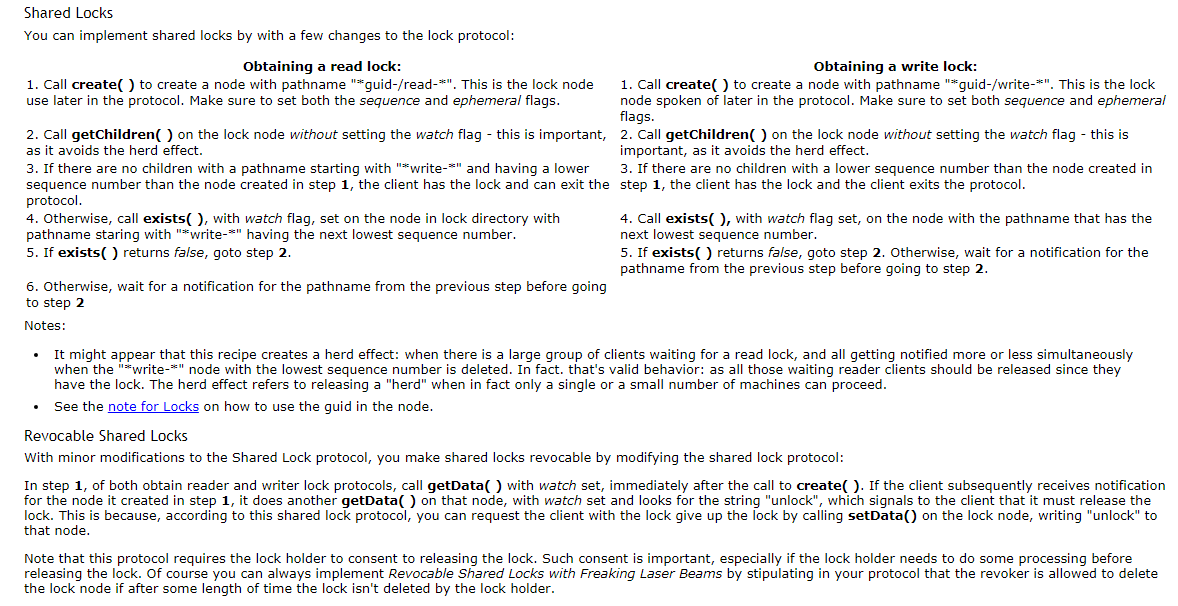 Shared Locks
You can implement shared locks by with a few changes to the lock protocol:
Obtaining a read lock:
1. Call create( ) to create a node with pathname "*guid-/read-*". This is the lock node
use later in the protocol. Make sure to set both the sequence and ephemeral flags.
2. Call getChildren( ) on the lock node without setting the watch flag - this is important,
as it avoids the herd effect.
3. If there are no children with a pathname starting with "*write-*" and having a lower
sequence number than the node created in step 1, the client has the lock and can exit the
protocol.
4. Otherwise, call exists( ), with watch flag, set on the node in lock directory with
pathname staring with "*write-*" having the next lowest sequence number.
5. If exists( ) returns false, goto step 2.
6. Otherwise, wait for a notification for the pathname from the previous step before going
to step 2
Obtaining a write lock:
1. Call create( ) to create a node with pathname "*guid-/write-*". This is the lock
node spoken of later in the protocol. Make sure to set both sequence and ephemeral
flags.
2. Call getChildren( ) on the lock node without setting the watch flag - this is
important, as it avoids the herd effect.
3. If there are no children with a lower sequence number than the node created in
step 1, the client has the lock and the client exits the protocol.
4. Call exists( ), with watch flag set, on the node with the pathname that has the
next lowest sequence number.
5. If exists( ) returns false, goto step 2. Otherwise, wait for a notification for the
pathname from the previous step before going to step 2.
Notes:
• It might appear that this recipe creates a herd effect: when there is a large group of clients waiting for a read lock, and all getting notified more or less simultaneously
when the "*write-*" node with the lowest sequence number is deleted. In fact. that's valid behavior: as all those waiting reader clients should be released since they
have the lock. The herd effect refers to releasing a "herd" when in fact only a single or a small number of machines can proceed.
• See the note for Locks on how to use the guid in the node.
Revocable Shared Locks
With minor modifications to the Shared Lock protocol, you make shared locks revocable by modifying the shared lock protocol:
In step 1, of both obtain reader and writer lock protocols, call getData( ) with watch set, immediately after the call to create( ). If the client subsequently receives notification
for the node it created in step 1, it does another getData( ) on that node, with watch set and looks for the string "unlock", which signals to the client that it must release the
lock. This is because, according to this shared lock protocol, you can request the client with the lock give up the lock by calling setData() on the lock node, writing "unlock" to
that node.
Note that this protocol requires the lock holder to consent to releasing the lock. Such consent is important, especially if the lock holder needs to do some processing before
releasing the lock. Of course you can always implement Revocable Shared Locks with Freaking Laser Beams by stipulating in your protocol that the revoker is allowed to delete
the lock node if after some length of time the lock isn't deleted by the lock holder.